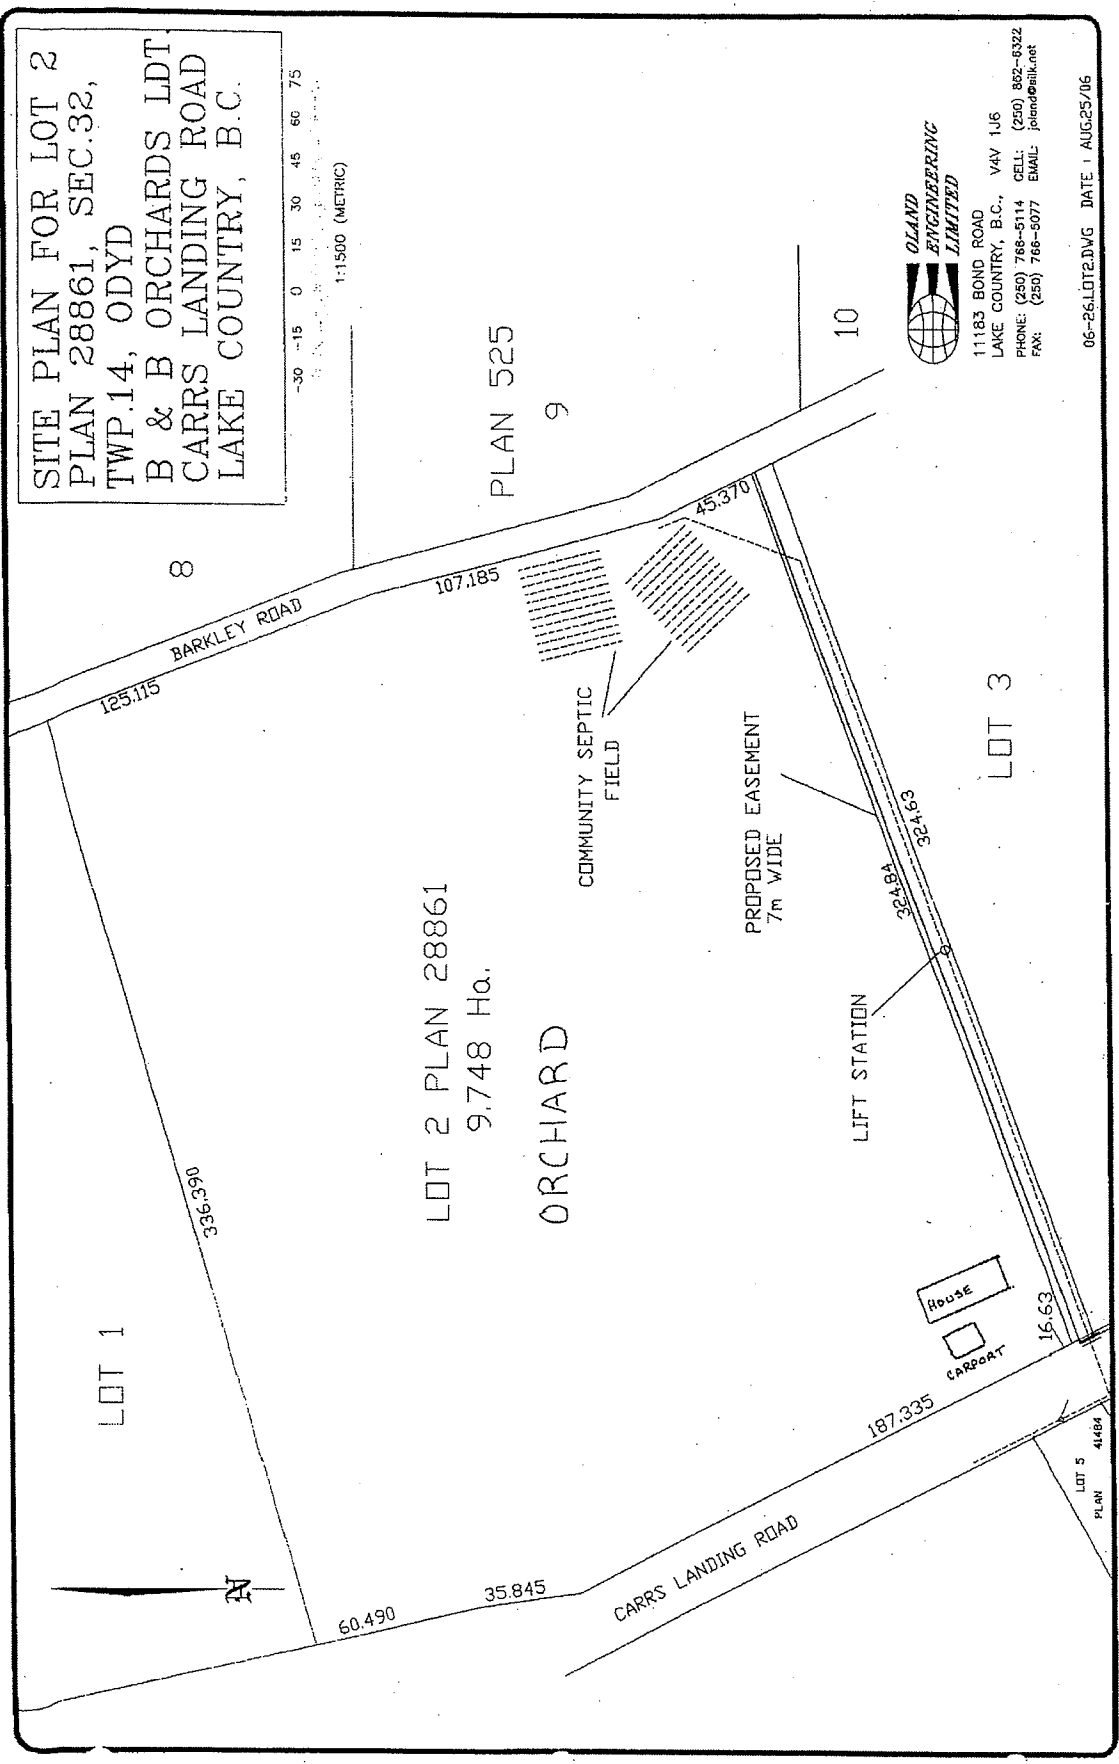 SITE PLAN FOR LOT 2
PLAN 28861, SEC.32,
TWP.14, ODYD
B & B ORCHARDS LDT.
CARRS LANDING ROAD
LAKE COUNTRY, B.C.
-30 -15 0 15 30 45 60 75
1:1500 (METRIC)
8
PLAN 525
9
10
BARKLEY ROAD
125.115
107.185
45.370
LOT 1
336.390
N
LOT 2 PLAN 28861
9.748 Ha.
ORCHARD
COMMUNITY SEPTIC
FIELD
PROPOSED EASEMENT
7m WIDE
324.84
324.63
LOT 3
LIFT STATION
HOUSE
CARPORT
16.63
187.335
60.490
35.845
CARRS LANDING ROAD
LOT 5
PLAN 41484
OLAND
ENGINEERING
LIMITED
11183 BOND ROAD
LAKE COUNTRY, B.C., V4V 1J6
PHONE: (250) 766-5114 CELL: (250) 862-6322
FAX: (250) 766-5077 EMAIL: joland@silk.net
06-26LOT2.DWG DATE : AUG.25/06